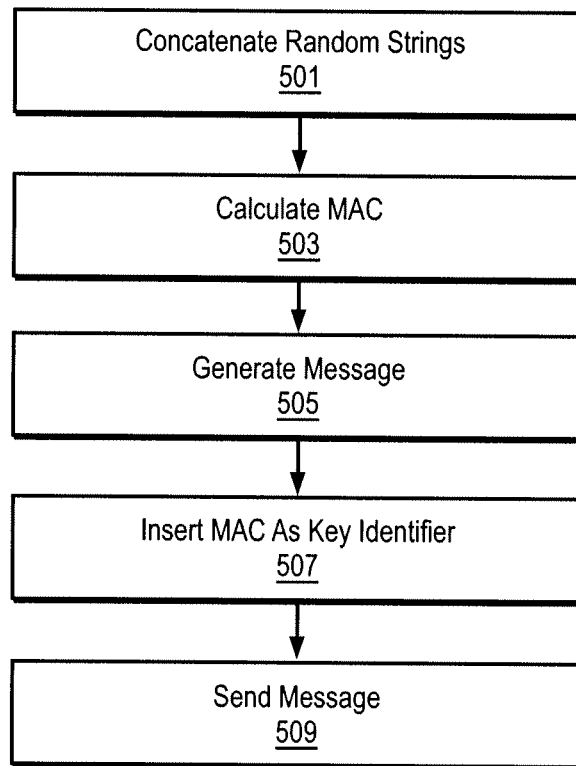 Concatenate Random Strings
501
Calculate MAC
503
Generate Message
505
Insert MAC As Key Identifier
507
Send Message
509